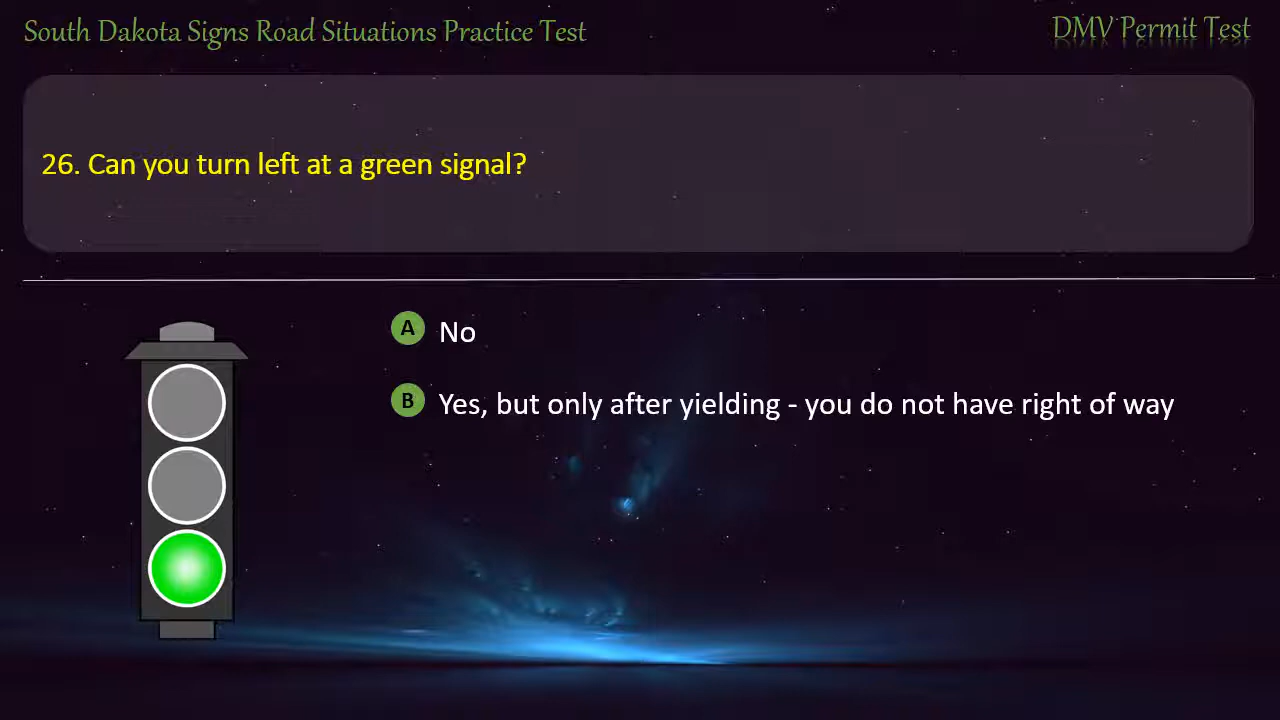 South Dakota Signs Road Situations Practice Test
DMV Permit Test
26. Can you turn left at a green signal?
A No
B Yes, but only after yielding - you do not have right of way